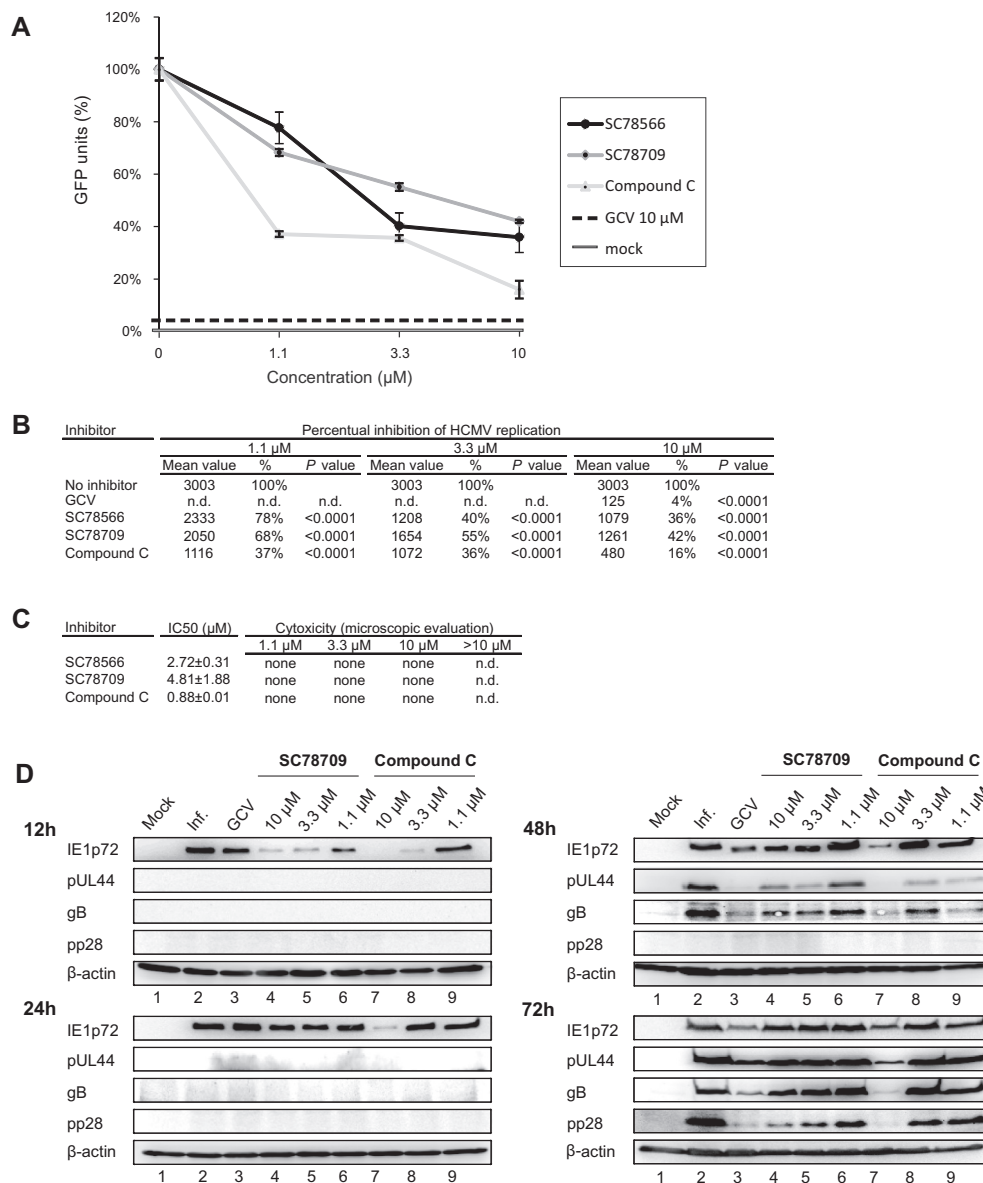 A
120%
100%
80%
60%
40%
20%
0%
GFP units (%)
0 1.1 3.3 10
Concentration (µM)
SC78566
SC78709
Compound C
GCV 10 µM
mock
B
Inhibitor Percentual inhibition of HCMV replication
1.1 µM 3.3 µM 10 µM
Mean value % P value Mean value % P value Mean value % P value
No inhibitor 3003 100% 3003 100% 3003 100%
GCV n.d. n.d. n.d. n.d. n.d. n.d. 125 4% <0.0001
SC78566 2333 78% <0.0001 1208 40% <0.0001 1079 36% <0.0001
SC78709 2050 68% <0.0001 1654 55% <0.0001 1261 42% <0.0001
Compound C 1116 37% <0.0001 1072 36% <0.0001 480 16% <0.0001
C
Inhibitor IC50 (µM) Cytoxicity (microscopic evaluation)
1.1 µM 3.3 µM 10 µM >10 µM
SC78566 2.72±0.31 none none none n.d.
SC78709 4.81±1.88 none none none n.d.
Compound C 0.88±0.01 none none none n.d.
D
SC78709 Compound C
Mock Inf. GCV 10 µM 3.3 µM 1.1 µM 10 µM 3.3 µM 1.1 µM
12h
IE1p72
pUL44
gB
pp28
β-actin
1 2 3 4 5 6 7 8 9
24h
IE1p72
pUL44
gB
pp28
β-actin
1 2 3 4 5 6 7 8 9
SC78709 Compound C
Mock Inf. GCV 10 µM 3.3 µM 1.1 µM 10 µM 3.3 µM 1.1 µM
48h
IE1p72
pUL44
gB
pp28
β-actin
1 2 3 4 5 6 7 8 9
72h
IE1p72
pUL44
gB
pp28
β-actin
1 2 3 4 5 6 7 8 9